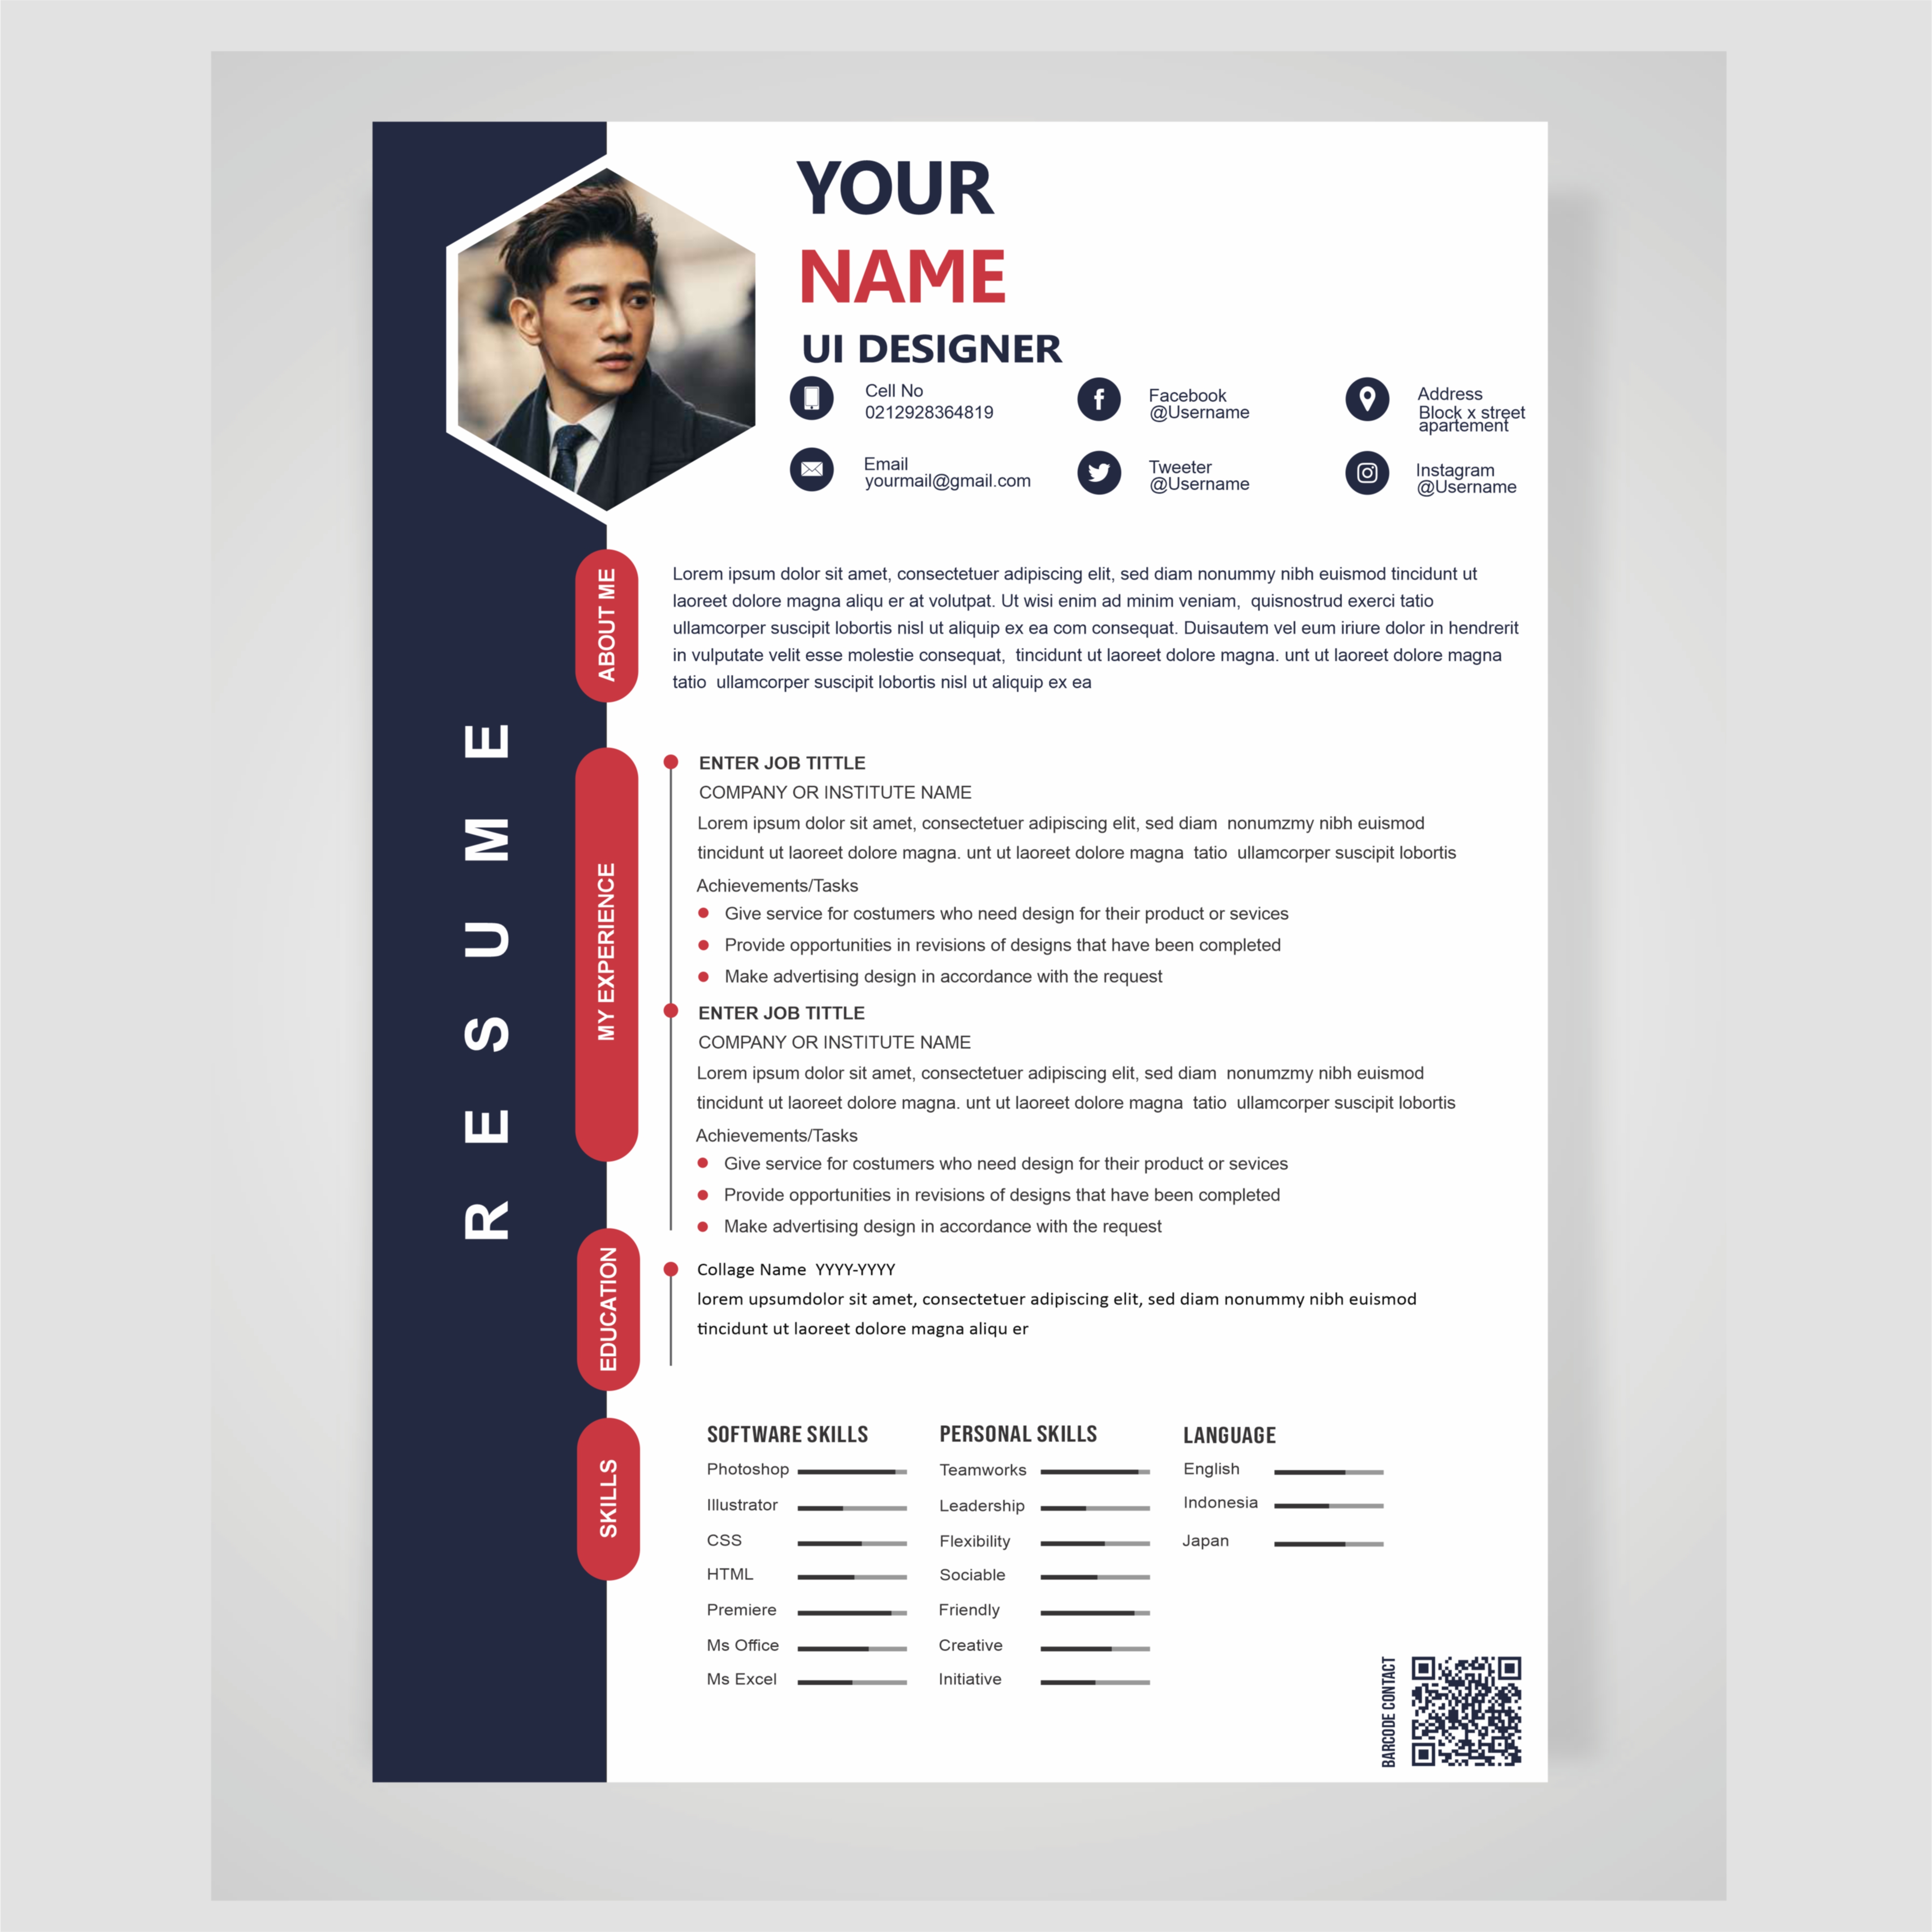 YOUR
NAME
UI DESIGNER
Cell No
0212928364819
Facebook
@Username
Address
Block x street
apartement
Email
yourmail@gmail.com
Tweeter
@Username
Instagram
@Username
RESUME
ABOUT ME
Lorem ipsum dolor sit amet, consectetuer adipiscing elit, sed diam nonummy nibh euismod tincidunt ut
laoreet dolore magna aliqu er at volutpat. Ut wisi enim ad minim veniam, quisnostrud exerci tatio
ullamcorper suscipit lobortis nisl ut aliquip ex ea com consequat. Duisautem vel eum iriure dolor in hendrerit
in vulputate velit esse molestie consequat, tincidunt ut laoreet dolore magna. unt ut laoreet dolore magna
tatio ullamcorper suscipit lobortis nisl ut aliquip ex ea
MY EXPERIENCE
ENTER JOB TITTLE
COMPANY OR INSTITUTE NAME
Lorem ipsum dolor sit amet, consectetuer adipiscing elit, sed diam nonumzmy nibh euismod
tincidunt ut laoreet dolore magna. unt ut laoreet dolore magna tatio ullamcorper suscipit lobortis
Achievements/Tasks
Give service for costumers who need design for their product or sevices
Provide opportunities in revisions of designs that have been completed
Make advertising design in accordance with the request
ENTER JOB TITTLE
COMPANY OR INSTITUTE NAME
Lorem ipsum dolor sit amet, consectetuer adipiscing elit, sed diam nonumzmy nibh euismod
tincidunt ut laoreet dolore magna. unt ut laoreet dolore magna tatio ullamcorper suscipit lobortis
Achievements/Tasks
Give service for costumers who need design for their product or sevices
Provide opportunities in revisions of designs that have been completed
Make advertising design in accordance with the request
EDUCATION
Collage Name YYYY-YYYY
lorem upsumdolor sit amet, consectetuer adipiscing elit, sed diam nonummy nibh euismod
tincidunt ut laoreet dolore magna aliqu er
SKILLS
SOFTWARE SKILLS
Photoshop
Illustrator
CSS
HTML
Premiere
Ms Office
Ms Excel
PERSONAL SKILLS
Teamworks
Leadership
Flexibility
Sociable
Friendly
Creative
Initiative
LANGUAGE
English
Indonesia
Japan
BARCODE CONTACT